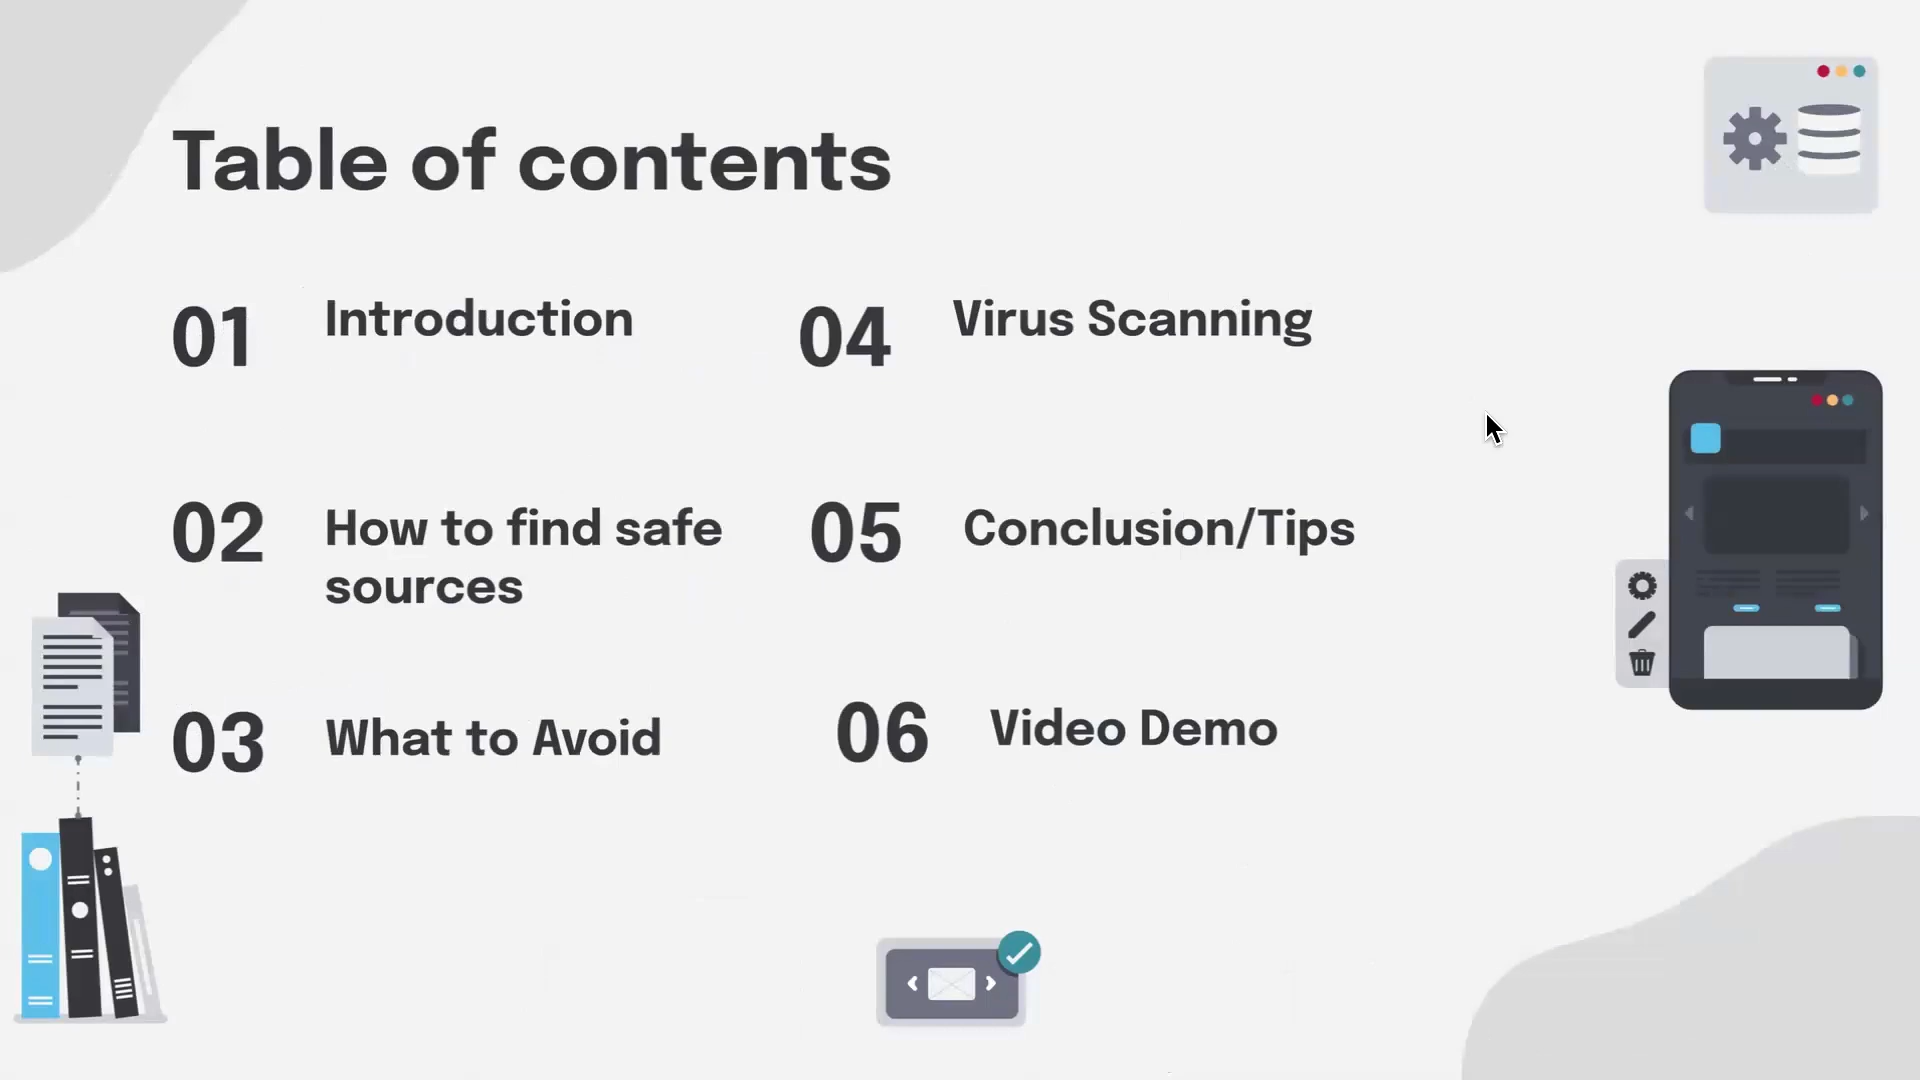 Table of contents
01
Introduction
02
How to find safe
sources
03
What to Avoid
04
Virus Scanning
05
Conclusion/Tips
06
Video Demo